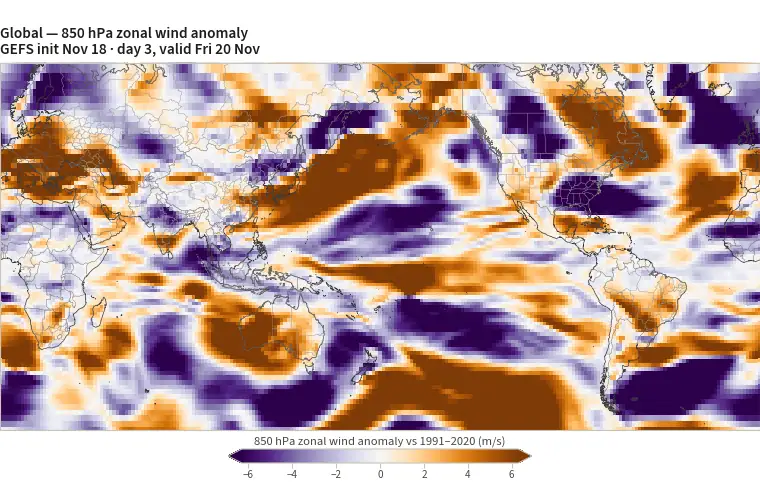 Global — 850 hPa zonal wind anomaly
GEFS init Nov 18 · day 3, valid Fri 20 Nov
850 hPa zonal wind anomaly vs 1991–2020 (m/s)
−6 −4 −2 0 2 4 6